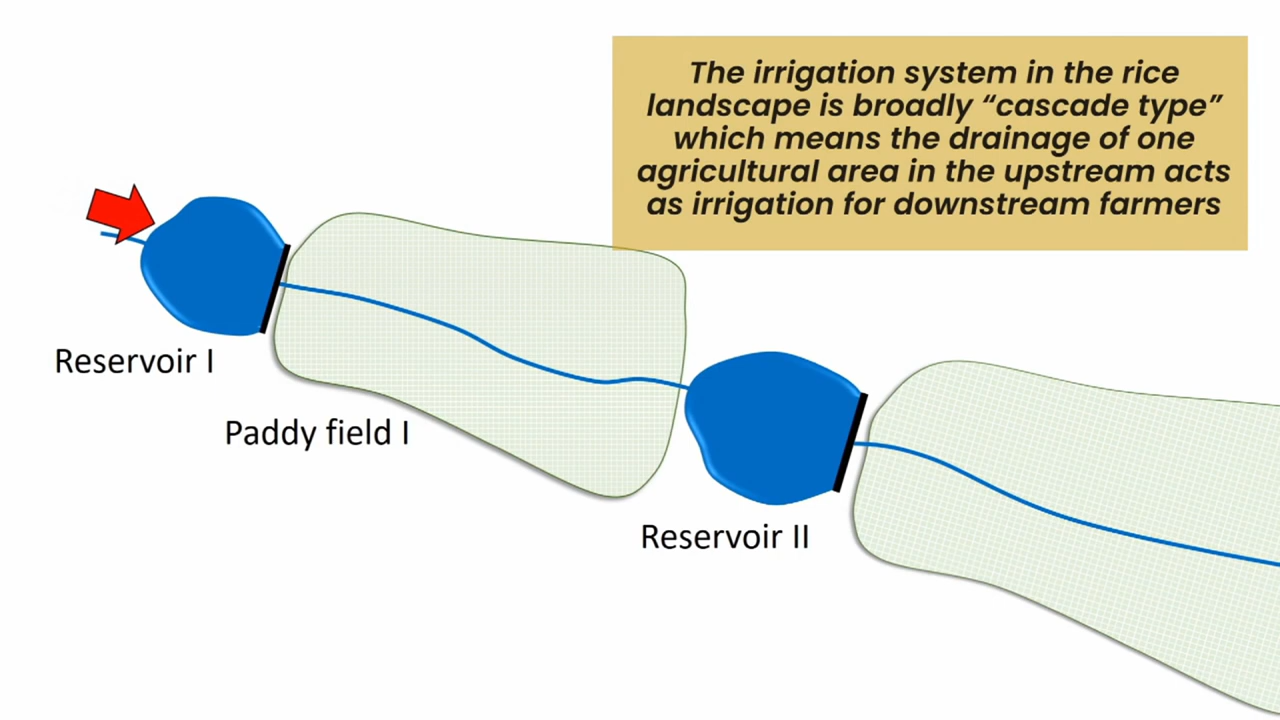 The irrigation system in the rice
landscape is broadly “cascade type”
which means the drainage of one
agricultural area in the upstream acts
as irrigation for downstream farmers
Reservoir I
Paddy field I
Reservoir II